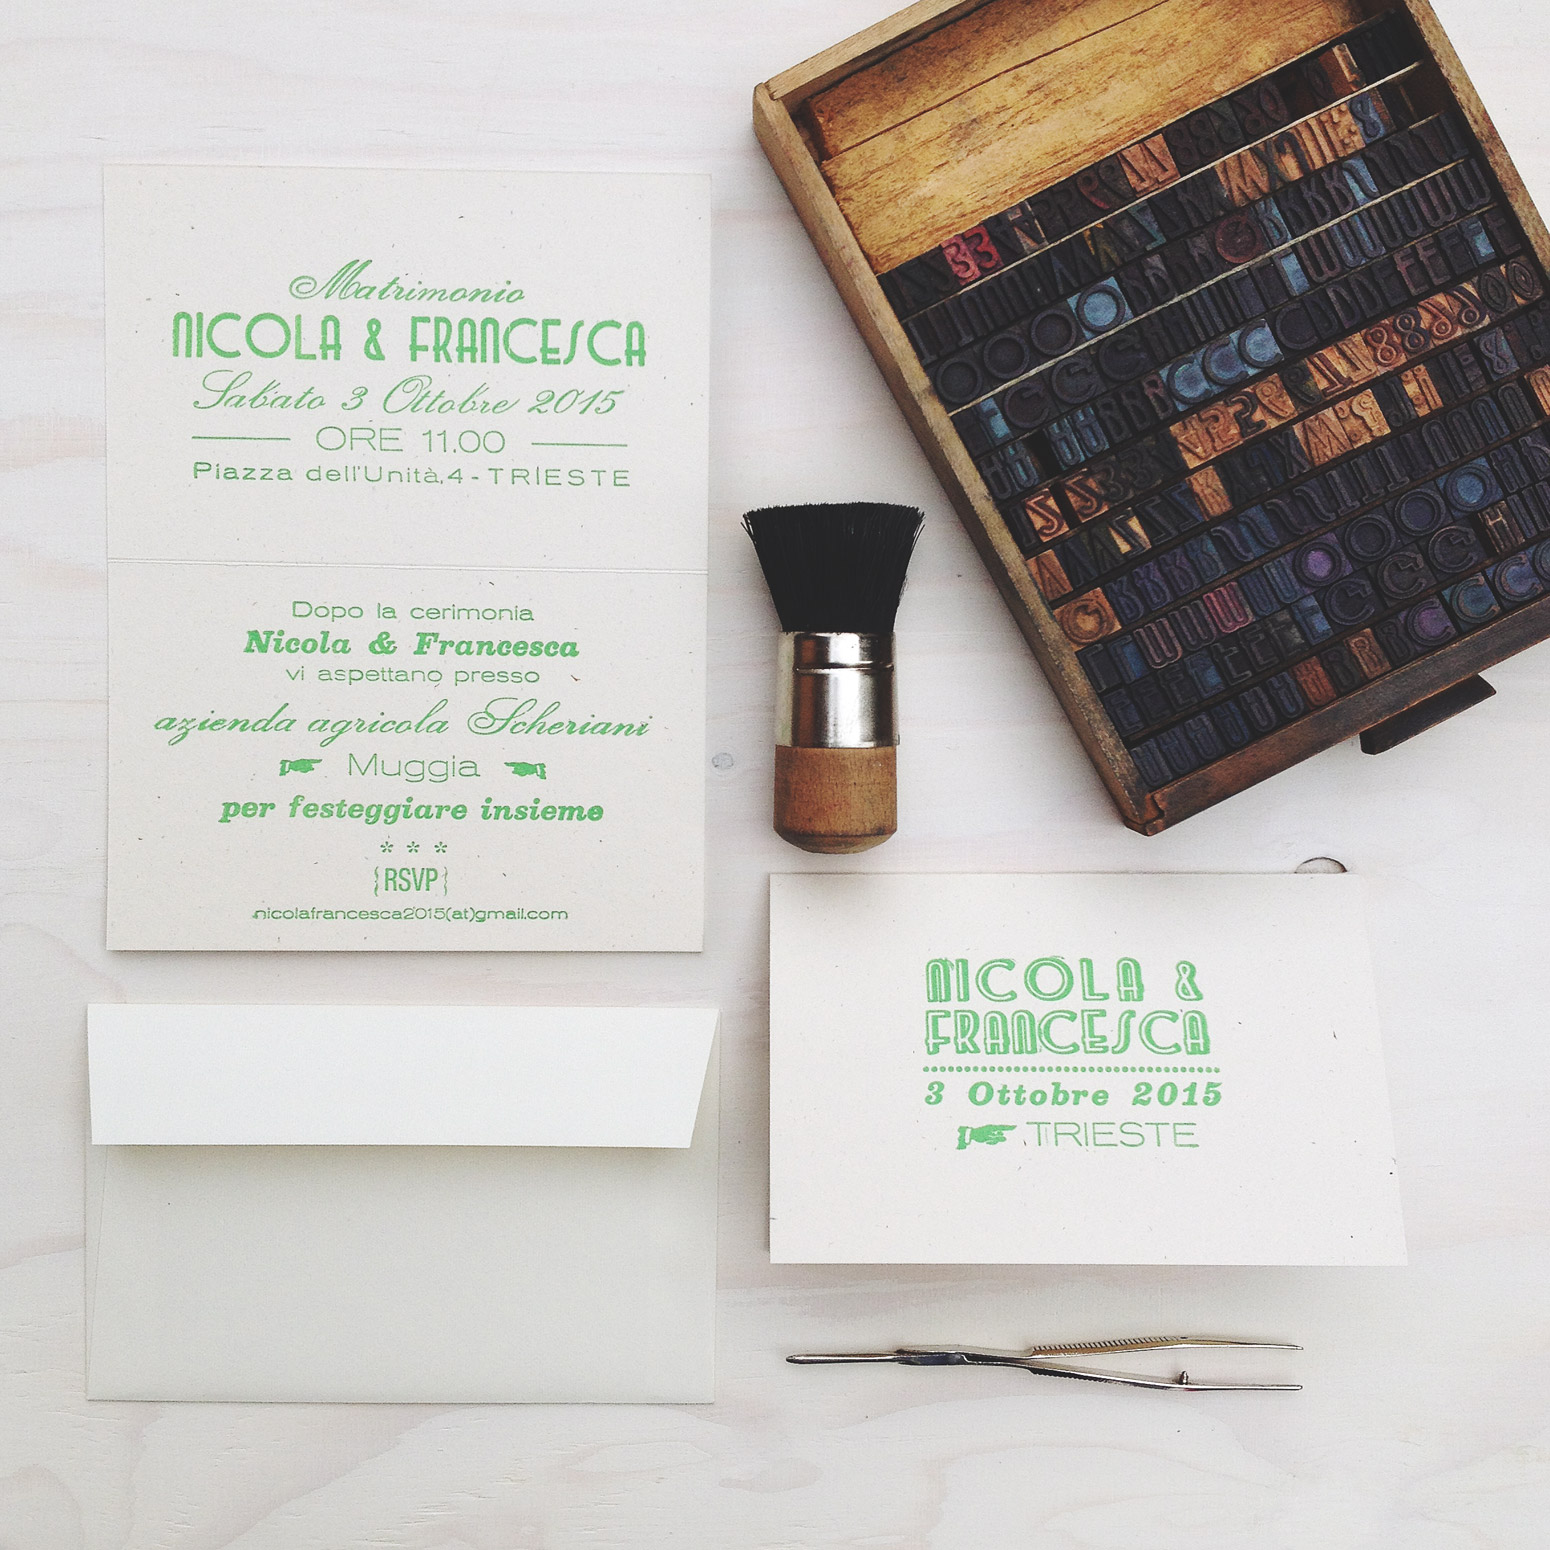 Matrimonio
NICOLA & FRANCESCA
Sabato 3 Ottobre 2015
ORE 11.00
Piazza dell'Unità, 4 - TRIESTE
Dopo la cerimonia
Nicola & Francesca
vi aspettano presso
azienda agricola Scheriani
Muggia
per festeggiare insieme
* * *
{RSVP}
nicolafrancesca2015(at)gmail.com
NICOLA &
FRANCESCA
3 Ottobre 2015
TRIESTE